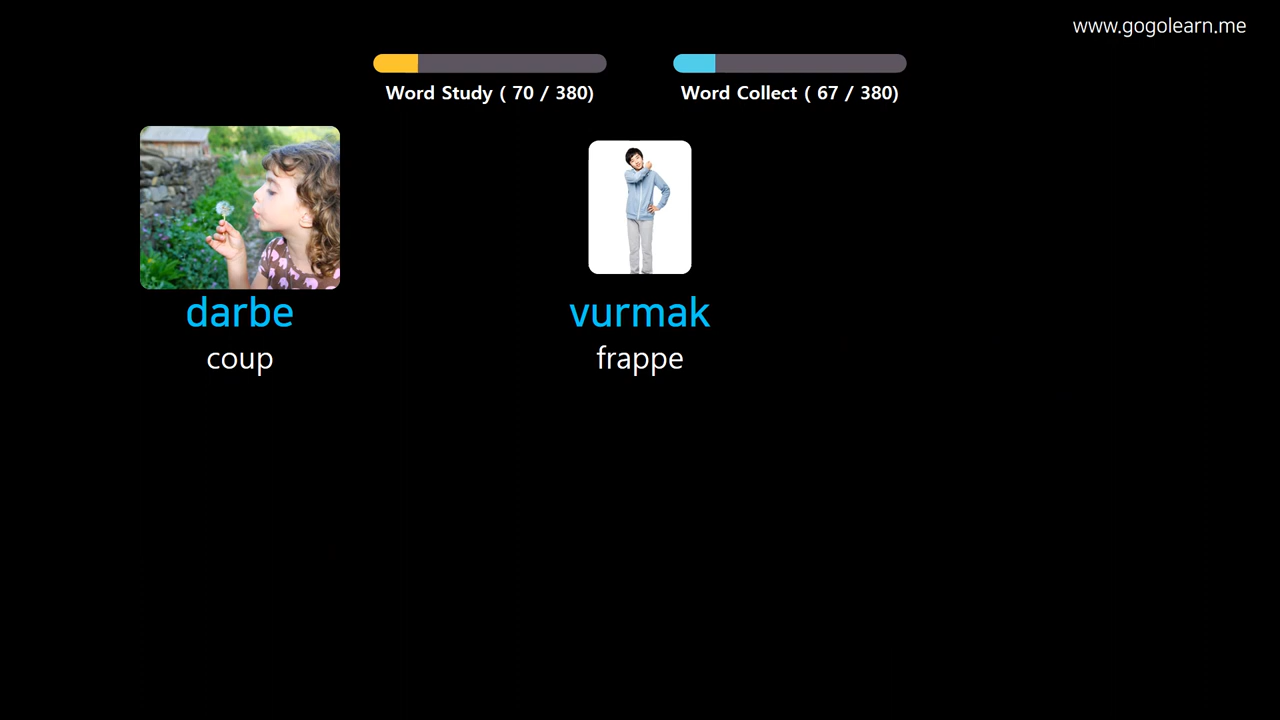 www.gogolearn.me
Word Study ( 70 / 380)
Word Collect ( 67 / 380)
darbe
coup
vurmak
frappe